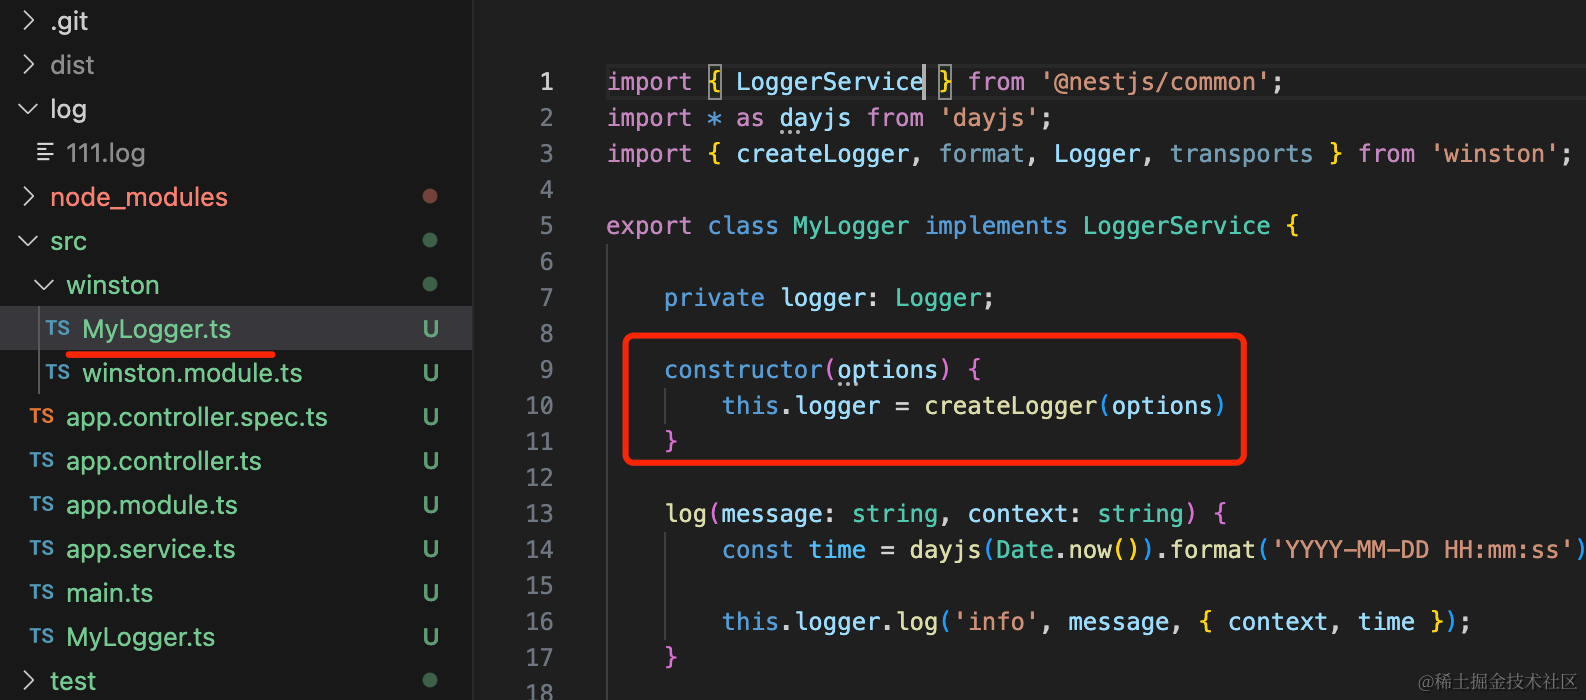 .git
dist
log
111.log
node_modules
src
winston
TS MyLogger.ts U
TS winston.module.ts U
TS app.controller.spec.ts U
TS app.controller.ts U
TS app.module.ts U
TS app.service.ts U
TS main.ts U
TS MyLogger.ts U
test
1 import { LoggerService } from '@nestjs/common';
2 import * as dayjs from 'dayjs';
3 import { createLogger, format, Logger, transports } from 'winston';
4
5 export class MyLogger implements LoggerService {
6
7 private logger: Logger;
8
9 constructor(options) {
10 this.logger = createLogger(options)
11 }
12
13 log(message: string, context: string) {
14 const time = dayjs(Date.now()).format('YYYY-MM-DD HH:mm:ss')
15
16 this.logger.log('info', message, { context, time });
17 }
18
@稀土掘金技术社区